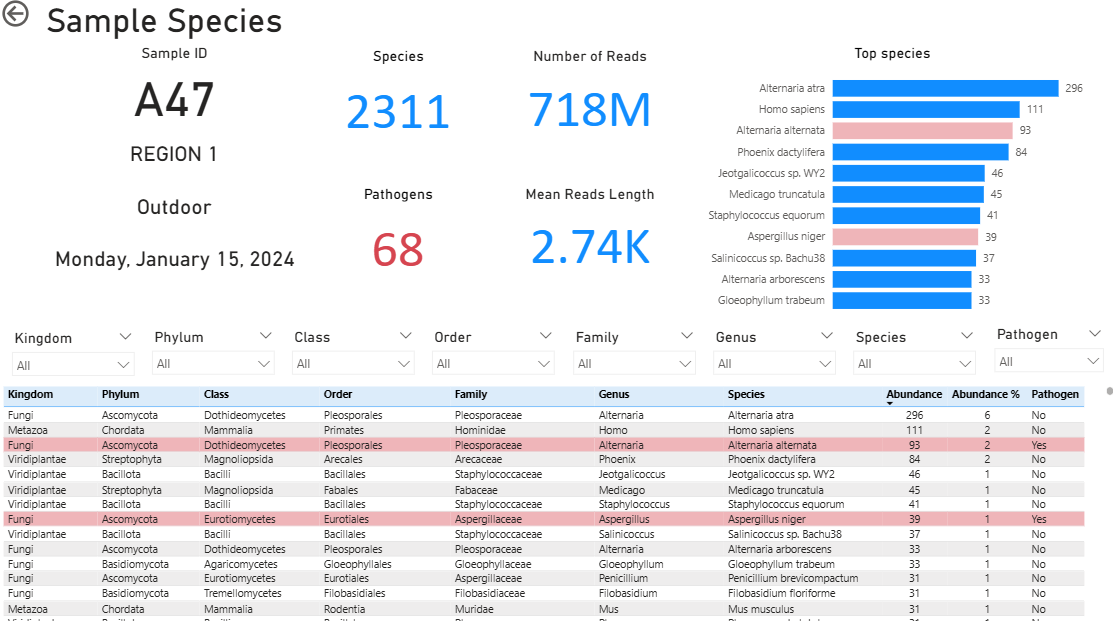 Sample Species
Sample ID
A47
REGION 1
Outdoor
Monday, January 15, 2024
Species
2311
Number of Reads
718M
Pathogens
68
Mean Reads Length
2.74K
Top species
Alternaria atra 296
Homo sapiens 111
Alternaria alternata 93
Phoenix dactylifera 84
Jeotgalicoccus sp. WY2 46
Medicago truncatula 45
Staphylococcus equorum 41
Aspergillus niger 39
Salinicoccus sp. Bachu38 37
Alternaria arborescens 33
Gloeophyllum trabeum 33
Kingdom Phylum Class Order Family Genus Species Pathogen
All All All All All All All All
Kingdom Phylum Class Order Family Genus Species Abundance Abundance % Pathogen
Fungi Ascomycota Dothideomycetes Pleosporales Pleosporaceae Alternaria Alternaria atra 296 6 No
Metazoa Chordata Mammalia Primates Hominidae Homo Homo sapiens 111 2 No
Fungi Ascomycota Dothideomycetes Pleosporales Pleosporaceae Alternaria Alternaria alternata 93 2 Yes
Viridiplantae Streptophyta Magnoliopsida Arecales Arecaceae Phoenix Phoenix dactylifera 84 2 No
Viridiplantae Bacillota Bacilli Bacillales Staphylococcaceae Jeotgalicoccus Jeotgalicoccus sp. WY2 46 1 No
Viridiplantae Streptophyta Magnoliopsida Fabales Fabaceae Medicago Medicago truncatula 45 1 No
Viridiplantae Bacillota Bacilli Bacillales Staphylococcaceae Staphylococcus Staphylococcus equorum 41 1 No
Fungi Ascomycota Eurotiomycetes Eurotiales Aspergillaceae Aspergillus Aspergillus niger 39 1 Yes
Viridiplantae Bacillota Bacilli Bacillales Staphylococcaceae Salinicoccus Salinicoccus sp. Bachu38 37 1 No
Fungi Ascomycota Dothideomycetes Pleosporales Pleosporaceae Alternaria Alternaria arborescens 33 1 No
Fungi Basidiomycota Agaricomycetes Gloeophyllales Gloeophyllaceae Gloeophyllum Gloeophyllum trabeum 33 1 No
Fungi Ascomycota Eurotiomycetes Eurotiales Aspergillaceae Penicillium Penicillium brevicompactum 31 1 No
Fungi Basidiomycota Tremellomycetes Filobasidiales Filobasidiaceae Filobasidium Filobasidium floriforme 31 1 No
Metazoa Chordata Mammalia Rodentia Muridae Mus Mus musculus 31 1 No